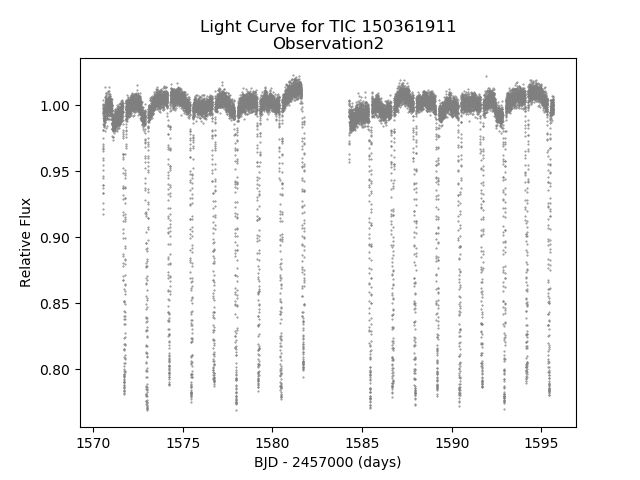 Light Curve for TIC 150361911
Observation2
1.00
0.95
0.90
0.85
0.80
Relative Flux
1570
1575
1580
1585
1590
1595
BJD - 2457000 (days)